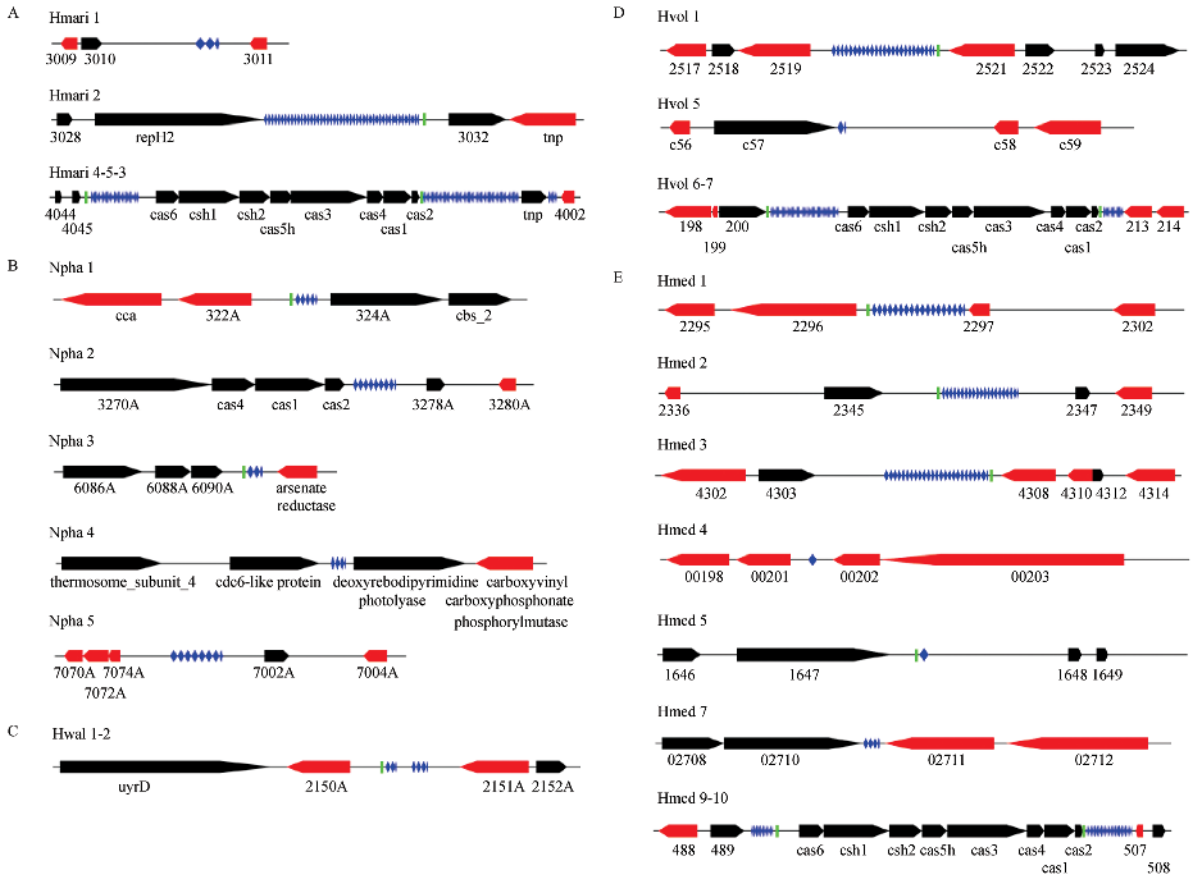 A
Hmari 1
3009 3010 3011
Hmari 2
3028 repH2 3032 tnp
Hmari 4-5-3
4044 cas6 csh1 csh2 cas3 cas4 cas2 tnp 4002
4045 cas5h cas1
B
Npha 1
cca 322A 324A cbs_2
Npha 2
3270A cas4 cas1 cas2 3278A 3280A
Npha 3
6086A 6088A 6090A arsenate
reductase
Npha 4
thermosome_subunit_4 cdc6-like protein deoxyrebodipyrimidine carboxyvinyl
photolyase carboxyphosphonate
phosphorylmutase
Npha 5
7070A 7074A 7002A 7004A
7072A
C
Hwal 1-2
uyrD 2150A 2151A 2152A
D
Hvol 1
2517 2518 2519 2521 2522 2523 2524
Hvol 5
c56 c57 c58 c59
Hvol 6-7
198 200 cas6 csh1 csh2 cas3 cas4 cas2 213 214
199 cas5h cas1
E
Hmed 1
2295 2296 2297 2302
Hmed 2
2336 2345 2347 2349
Hmed 3
4302 4303 4308 4310 4312 4314
Hmed 4
00198 00201 00202 00203
Hmed 5
1646 1647 1648 1649
Hmed 7
02708 02710 02711 02712
Hmed 9-10
488 489 cas6 csh1 csh2 cas5h cas3 cas4 cas2 507
cas1 508